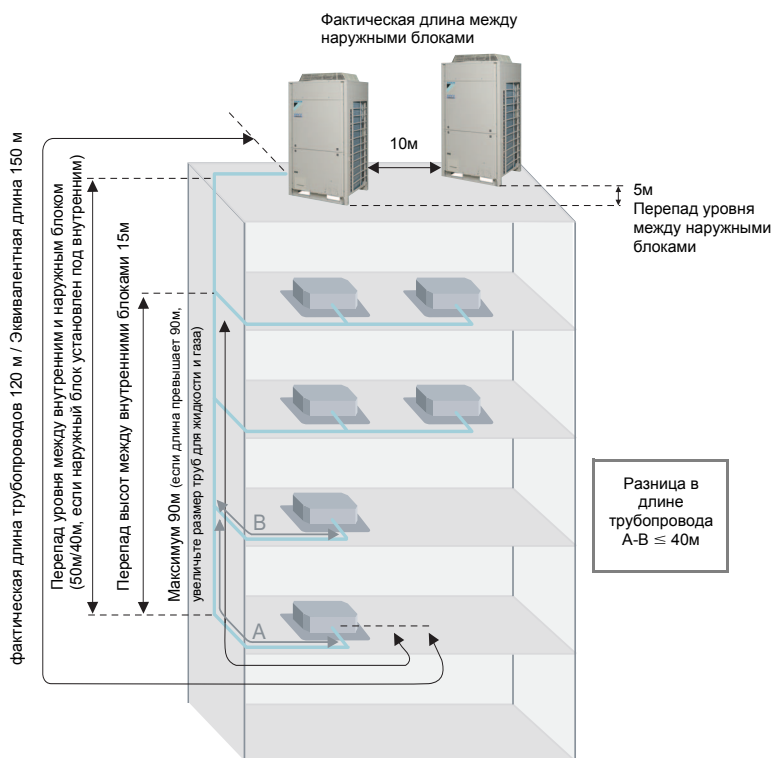 Фактическая длина между
наружными блоками
10м
5м
Перепад уровня
между наружными
блоками
фактическая длина трубопроводов 120 м / Эквивалентная длина 150 м
Перепад уровня между внутренним и наружным блоком
(50м/40м, если наружный блок установлен под внутренним)
Перепад высот между внутренними блоками 15м
Максимум 90м (если длина превышает 90м,
увеличьте размер труб для жидкости и газа)
B
A
Разница в
длине
трубопровода
A-B ≤ 40м